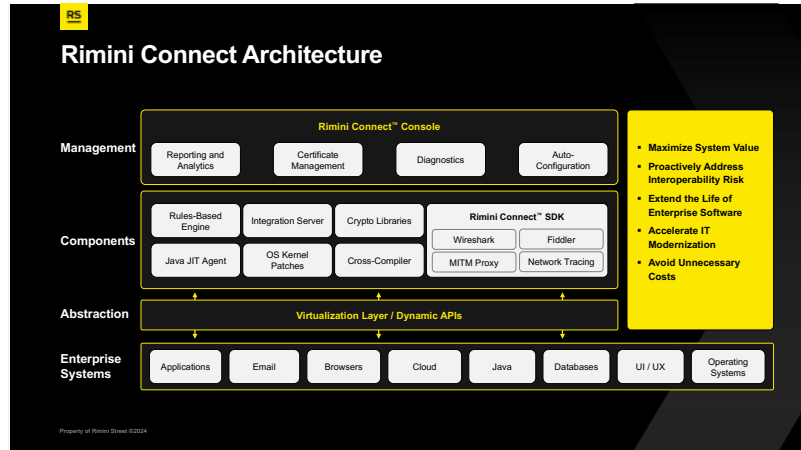 RS
Rimini Connect Architecture
Management
Rimini Connect™ Console
Reporting and
Analytics
Certificate
Management
Diagnostics
Auto-
Configuration
Components
Rules-Based
Engine
Integration Server
Crypto Libraries
Java JIT Agent
OS Kernel
Patches
Cross-Compiler
Rimini Connect™ SDK
Wireshark
Fiddler
MITM Proxy
Network Tracing
Abstraction
Virtualization Layer / Dynamic APIs
Enterprise
Systems
Applications
Email
Browsers
Cloud
Java
Databases
UI / UX
Operating
Systems
▪ Maximize System Value
▪ Proactively Address
Interoperability Risk
▪ Extend the Life of
Enterprise Software
▪ Accelerate IT
Modernization
▪ Avoid Unnecessary
Costs
Property of Rimini Street ©2024